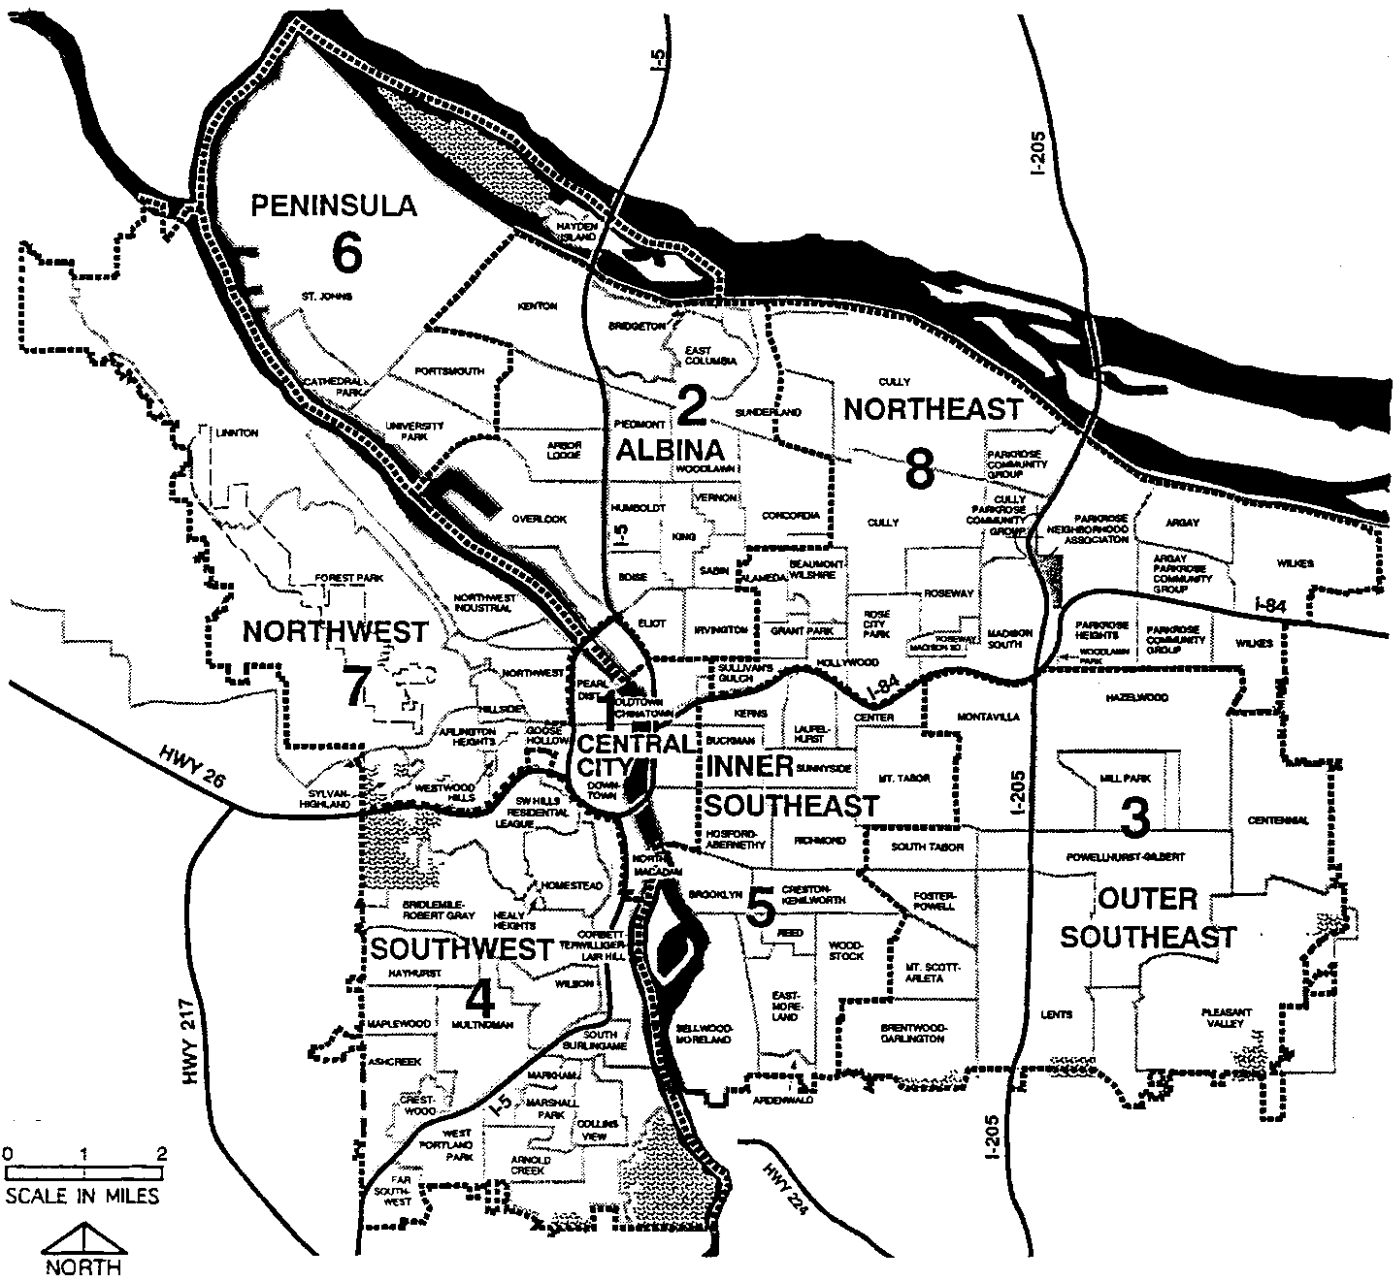 I-5
I-205
PENINSULA
6
HAYDEN
ISLAND
ST. JOHNS
KENTON
BRIDGETON
EAST
COLUMBIA
CATHEDRAL
PARK
PORTSMOUTH
CULLY
2
SUNDERLAND
NORTHEAST
UNIVERSITY
PARK
PIEDMONT
LINNTON
ARBOR
LODGE
ALBINA
WOODLAWN
8
PARKROSE
COMMUNITY
GROUP
VERNON
HUMBOLDT
OVERLOOK
CONCORDIA
CULLY
CULLY
PARKROSE
COMMUNITY
GROUP
PARKROSE
NEIGHBORHOOD
ASSOCIATON
ARGAY
I-5
KING
ARGAY
PARKROSE
COMMUNITY
GROUP
WILKES
FOREST PARK
BOISE
SABIN
ALAMEDA
BEAUMONT
WILSHIRE
ROSEWAY
NORTHWEST
INDUSTRIAL
I-84
NORTHWEST
7
ELIOT
IRVINGTON
GRANT PARK
ROSE
CITY
PARK
ROSEWAY
MADISON SO.
MADISON
SOUTH
PARKROSE
HEIGHTS
PARKROSE
COMMUNITY
GROUP
WILKES
WOODLAWN
PARK
NORTHWEST
SULLIVAN'S
GULCH
HOLLYWOOD
I-84
PEARL
DIST.
HAZELWOOD
1
OLDTOWN
CHINATOWN
HILLSIDE
KERNS
CENTER
MONTAVILLA
ARLINGTON
HEIGHTS
GOOSE
HOLLOW
LAUREL-
HURST
BUCKMAN
CENTRAL
CITY
INNER
SUNNYSIDE
MT. TABOR
HWY 26
SYLVAN-
HIGHLAND
WESTWOOD
HILLS
DOWN-
TOWN
MILL PARK
I-205
SW HILLS
RESIDENTIAL
LEAGUE
SOUTHEAST
3
CENTENNIAL
HOSFORD-
ABERNETHY
RICHMOND
SOUTH TABOR
POWELLHURST-GILBERT
NORTH
MACADAM
HOMESTEAD
BROOKLYN
CRESTON-
KENILWORTH
FOSTER-
POWELL
OUTER
SOUTHEAST
BRIDLEMILE-
ROBERT GRAY
HEALY
HEIGHTS
5
REED
SOUTHWEST
4
CORBETT-
TERWILLIGER-
LAIR HILL
WOOD-
STOCK
HAYHURST
WILSON
MT. SCOTT-
ARLETA
EAST-
MORE-
LAND
MAPLEWOOD
MULTNOMAH
SELLWOOD-
MORELAND
BRENTWOOD-
DARLINGTON
LENTS
PLEASANT
VALLEY
HWY 217
SOUTH
BURLINGAME
ASHCREEK
MARKHAM
ARDENWALD
CREST-
WOOD
I-5
MARSHALL
PARK
COLLINS
VIEW
I-205
WEST
PORTLAND
PARK
ARNOLD
CREEK
HWY 224
FAR
SOUTH-
WEST
0 1 2
SCALE IN MILES
NORTH